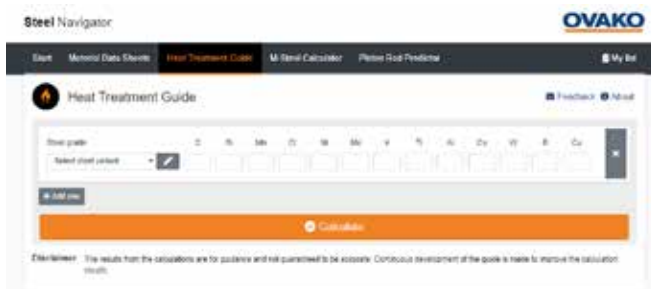 Steel Navigator
OVAKO
Start Material Data Sheets Heat Treatment Guide M-Steel Calculator Piston Rod Predictor My list
Heat Treatment Guide
Feedback About
Steel grade C Si Mn Cr Ni Mo V Ti Al
Select steel variant
Add row
Calculate
Disclaimer The results from the calculations are for guidance and not guaranteed to be accurate. Continuous development of the guide is made to improve the calculation
results.